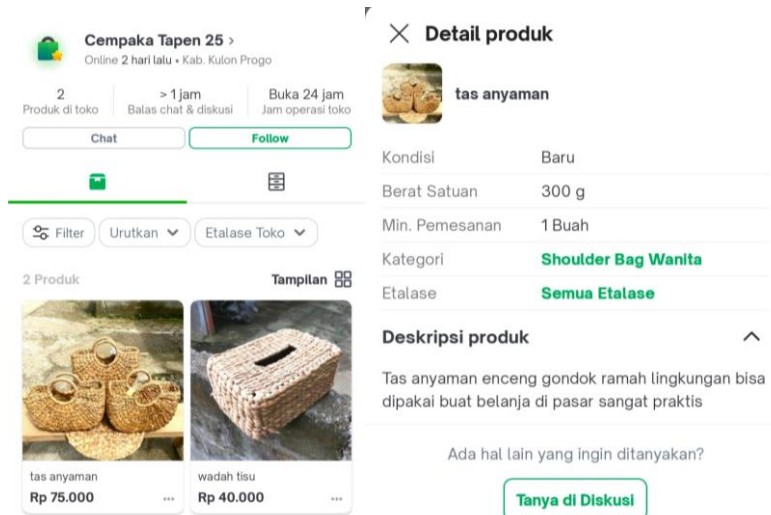 Cempaka Tapen 25 >
Online 2 hari lalu • Kab. Kulon Progo
2
Produk di toko
> 1 jam
Balas chat & diskusi
Buka 24 jam
Jam operasi toko
Chat
Follow
Filter
Urutkan
Etalase Toko
2 Produk
Tampilan
tas anyaman
Rp 75.000
wadah tisu
Rp 40.000
Detail produk
tas anyaman
Kondisi Baru
Berat Satuan 300 g
Min. Pemesanan 1 Buah
Kategori Shoulder Bag Wanita
Etalase Semua Etalase
Deskripsi produk
Tas anyaman enceng gondok ramah lingkungan bisa
dipakai buat belanja di pasar sangat praktis
Ada hal lain yang ingin ditanyakan?
Tanya di Diskusi